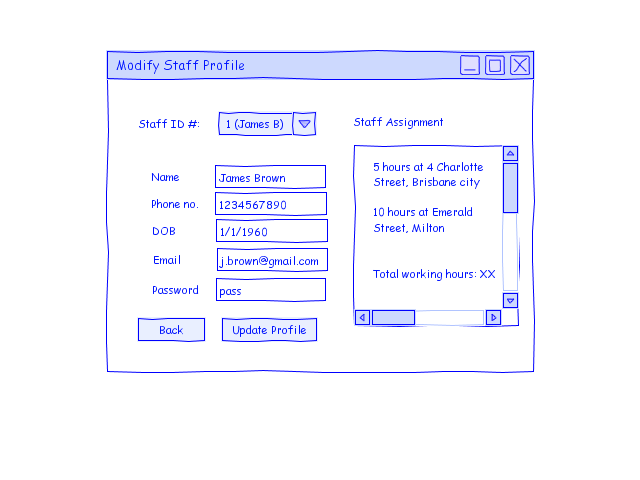 Modify Staff Profile
Staff ID #: 1 (James B)
Staff Assignment
Name James Brown
Phone no. 1234567890
DOB 1/1/1960
Email j.brown@gmail.com
Password pass
Back Update Profile
5 hours at 4 Charlotte
Street, Brisbane city
10 hours at Emerald
Street, Milton
Total working hours: XX